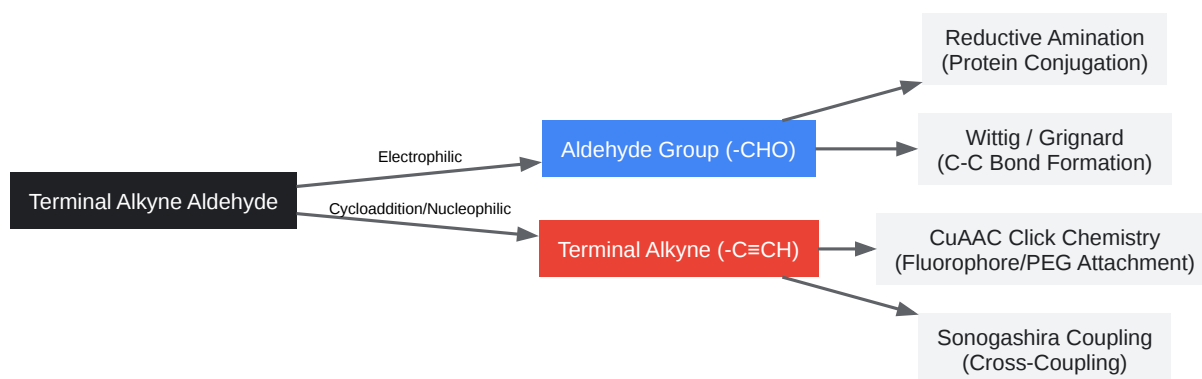 Reductive Amination
(Protein Conjugation)
Aldehyde Group (-CHO)
Wittig / Grignard
(C-C Bond Formation)
Electrophilic
Terminal Alkyne Aldehyde
Cycloaddition/Nucleophilic
Terminal Alkyne (-C≡CH)
CuAAC Click Chemistry
(Fluorophore/PEG Attachment)
Sonogashira Coupling
(Cross-Coupling)